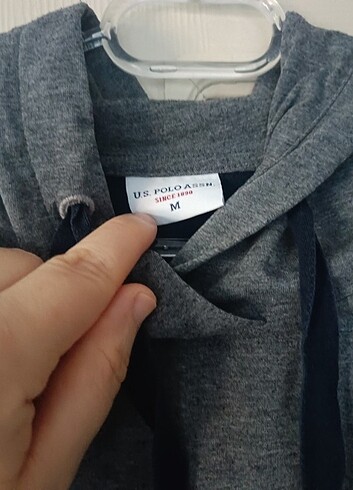 U.S. POLO ASSN.
SINCE 1890
M